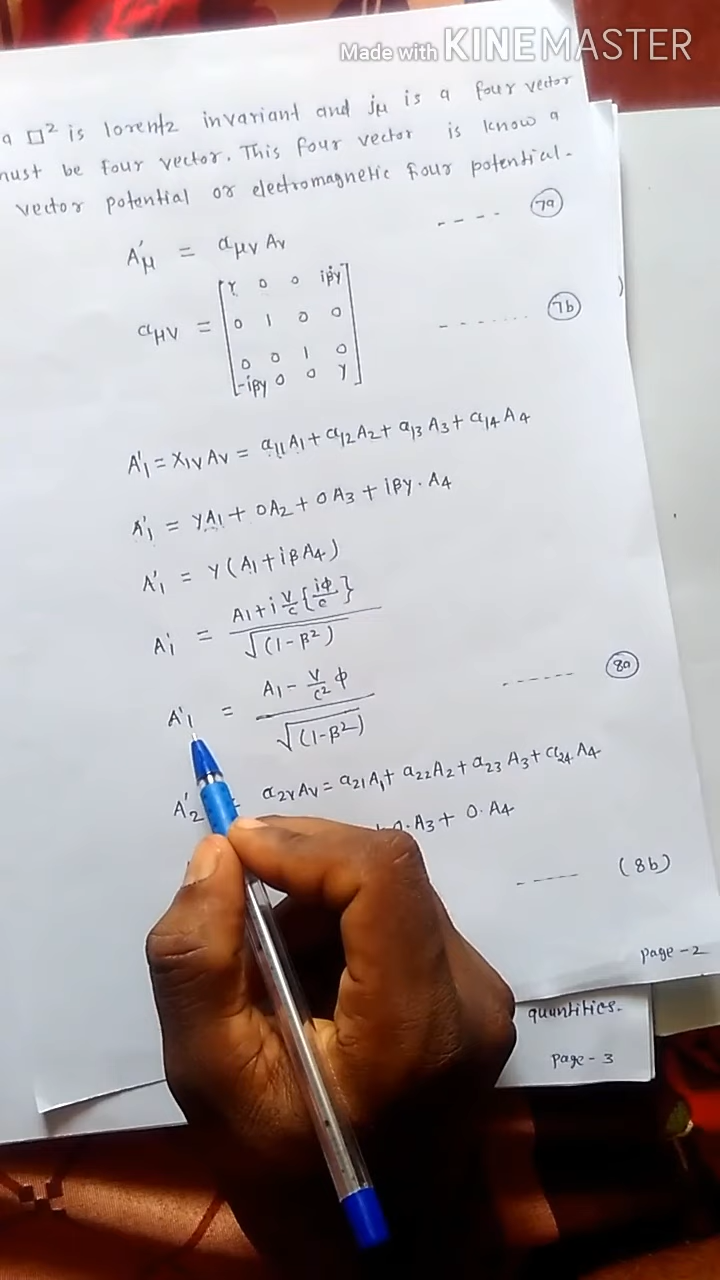 Made with KINEMASTER
a □² is lorentz invariant and jμ is a four vector
must be four vector. This four vector is know a
vector potential or electromagnetic four potential.
A'μ = aμν Aν ---- (7a)
aμν = [γ 0 0 iβγ
0 1 0 0
0 0 1 0
-iβγ 0 0 γ] ------- (7b)
A'1 = X1ν Aν = a11 A1 + a12 A2 + a13 A3 + a14 A4
A'1 = γA1 + 0A2 + 0A3 + iβγ. A4
A'1 = γ(A1 + iβ A4)
A'1 = A1 + i v/c {iΦ/c} / √(1-β²)
A'1 = A1 - v/c² Φ / √(1-β²) ----- (8a)
A'2 = a2ν Aν = a21 A1 + a22 A2 + a23 A3 + a24 A4
A3 + 0. A4
---- (8b)
page - 2
quantities.
page - 3